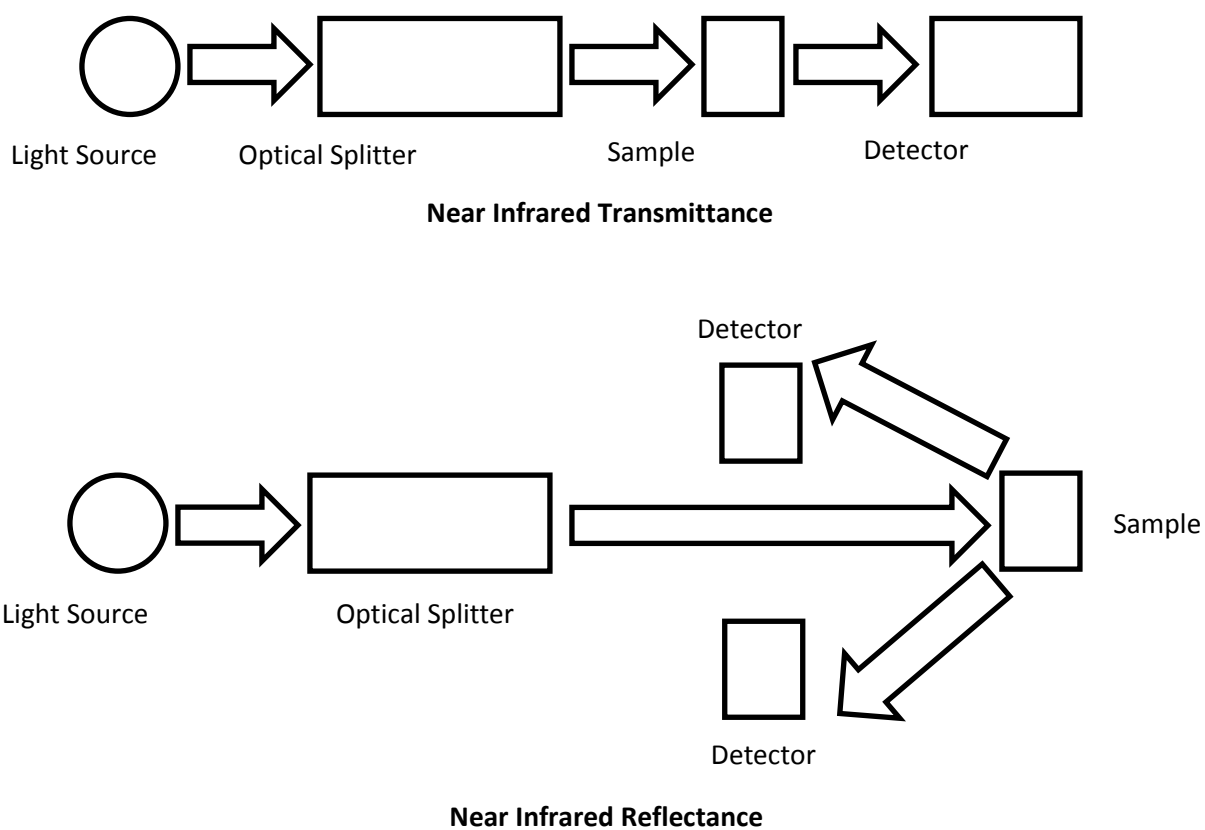 Light Source
Optical Splitter
Sample
Detector
Near Infrared Transmittance
Detector
Sample
Light Source
Optical Splitter
Detector
Near Infrared Reflectance